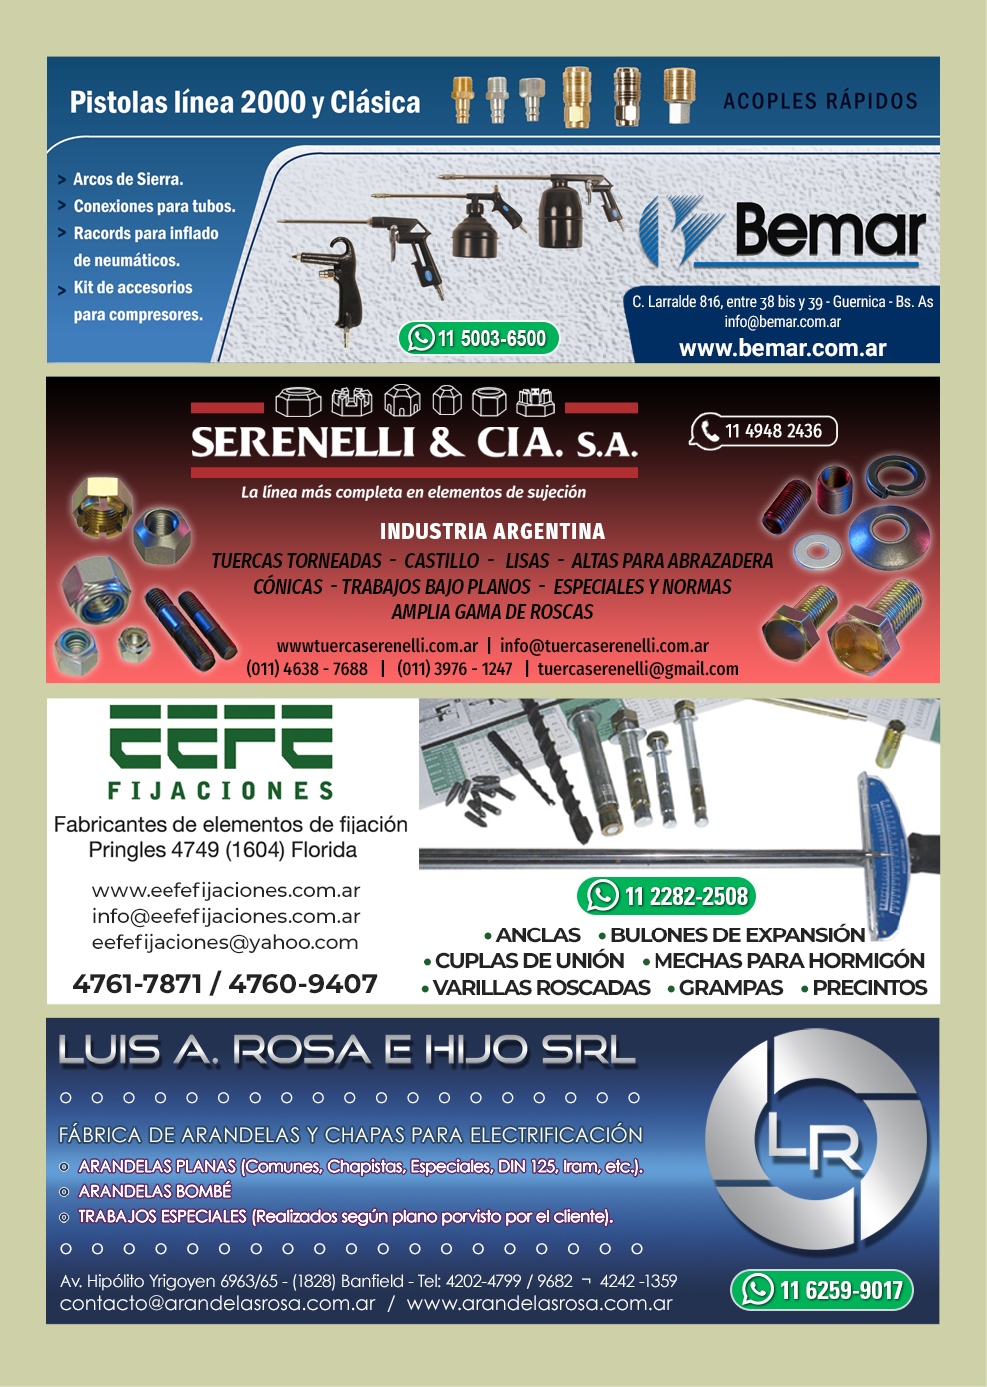 Pistolas línea 2000 y Clásica
ACOPLES RÁPIDOS
> Arcos de Sierra.
> Conexiones para tubos.
> Racords para inflado
de neumáticos.
> Kit de accesorios
para compresores.
Bemar
11 5003-6500
C. Larralde 816, entre 38 bis y 39 - Guernica - Bs. As
info@bemar.com.ar
www.bemar.com.ar
SERENELLI & CIA. S.A.
11 4948 2436
La línea más completa en elementos de sujeción
INDUSTRIA ARGENTINA
TUERCAS TORNEADAS - CASTILLO - LISAS - ALTAS PARA ABRAZADERA
CÓNICAS - TRABAJOS BAJO PLANOS - ESPECIALES Y NORMAS
AMPLIA GAMA DE ROSCAS
wwwtuercaserenelli.com.ar | info@tuercaserenelli.com.ar
(011) 4638 - 7688 | (011) 3976 - 1247 | tuercaserenelli@gmail.com
EEFE
FIJACIONES
Fabricantes de elementos de fijación
Pringles 4749 (1604) Florida
www.eefefijaciones.com.ar
info@eefefijaciones.com.ar
eefefijaciones@yahoo.com
4761-7871 / 4760-9407
11 2282-2508
• ANCLAS • BULONES DE EXPANSIÓN
• CUPLAS DE UNIÓN • MECHAS PARA HORMIGÓN
• VARILLAS ROSCADAS • GRAMPAS • PRECINTOS
LUIS A. ROSA E HIJO SRL
FÁBRICA DE ARANDELAS Y CHAPAS PARA ELECTRIFICACIÓN
ARANDELAS PLANAS (Comunes, Chapistas, Especiales, DIN 125, Iram, etc.).
ARANDELAS BOMBÉ
TRABAJOS ESPECIALES (Realizados según plano porvisto por el cliente).
LR
Av. Hipólito Yrigoyen 6963/65 - (1828) Banfield - Tel: 4202-4799 / 9682 ¬ 4242 -1359
contacto@arandelasrosa.com.ar / www.arandelasrosa.com.ar
11 6259-9017